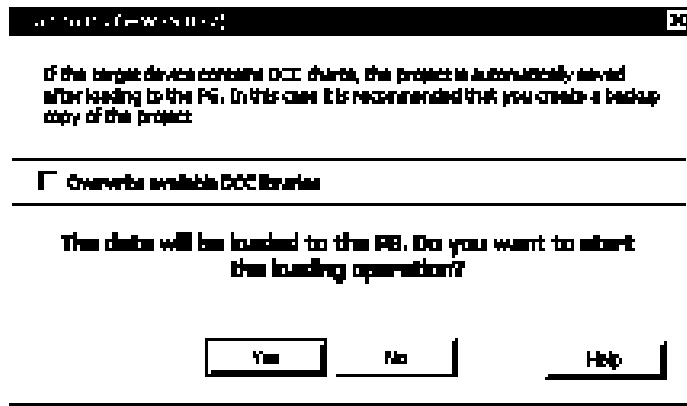 If the target device contains DCC charts, the project is automatically saved
after loading to the PG. In this case it is recommended that you create a backup
copy of the project
Overwrite available DCC libraries
The data will be loaded to the PG. Do you want to start
the loading operation?
Yes
No
Help